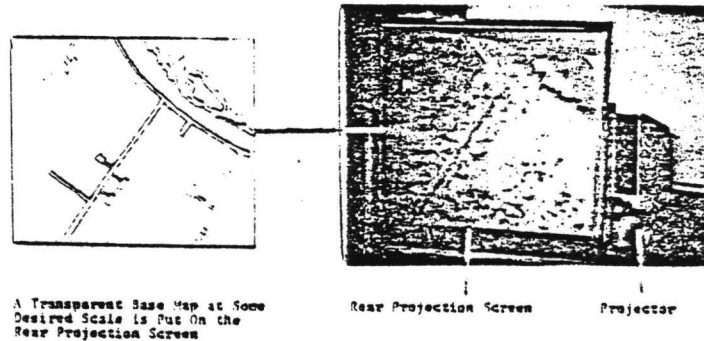 A Transparent Base Map at Some
Desired Scale is Put On the
Rear Projection Screen
Rear Projection Screen
Projector